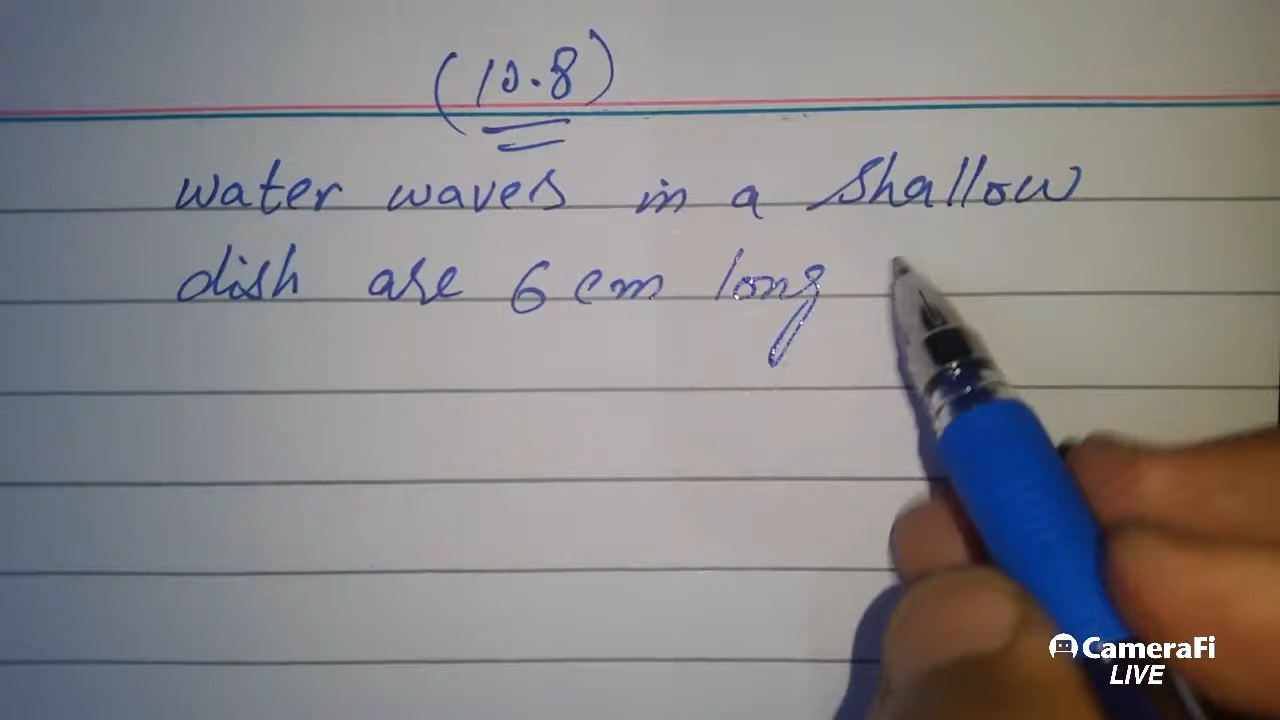 (10.8)
water waves in a shallow
dish are 6 cm long
CameraFi
LIVE